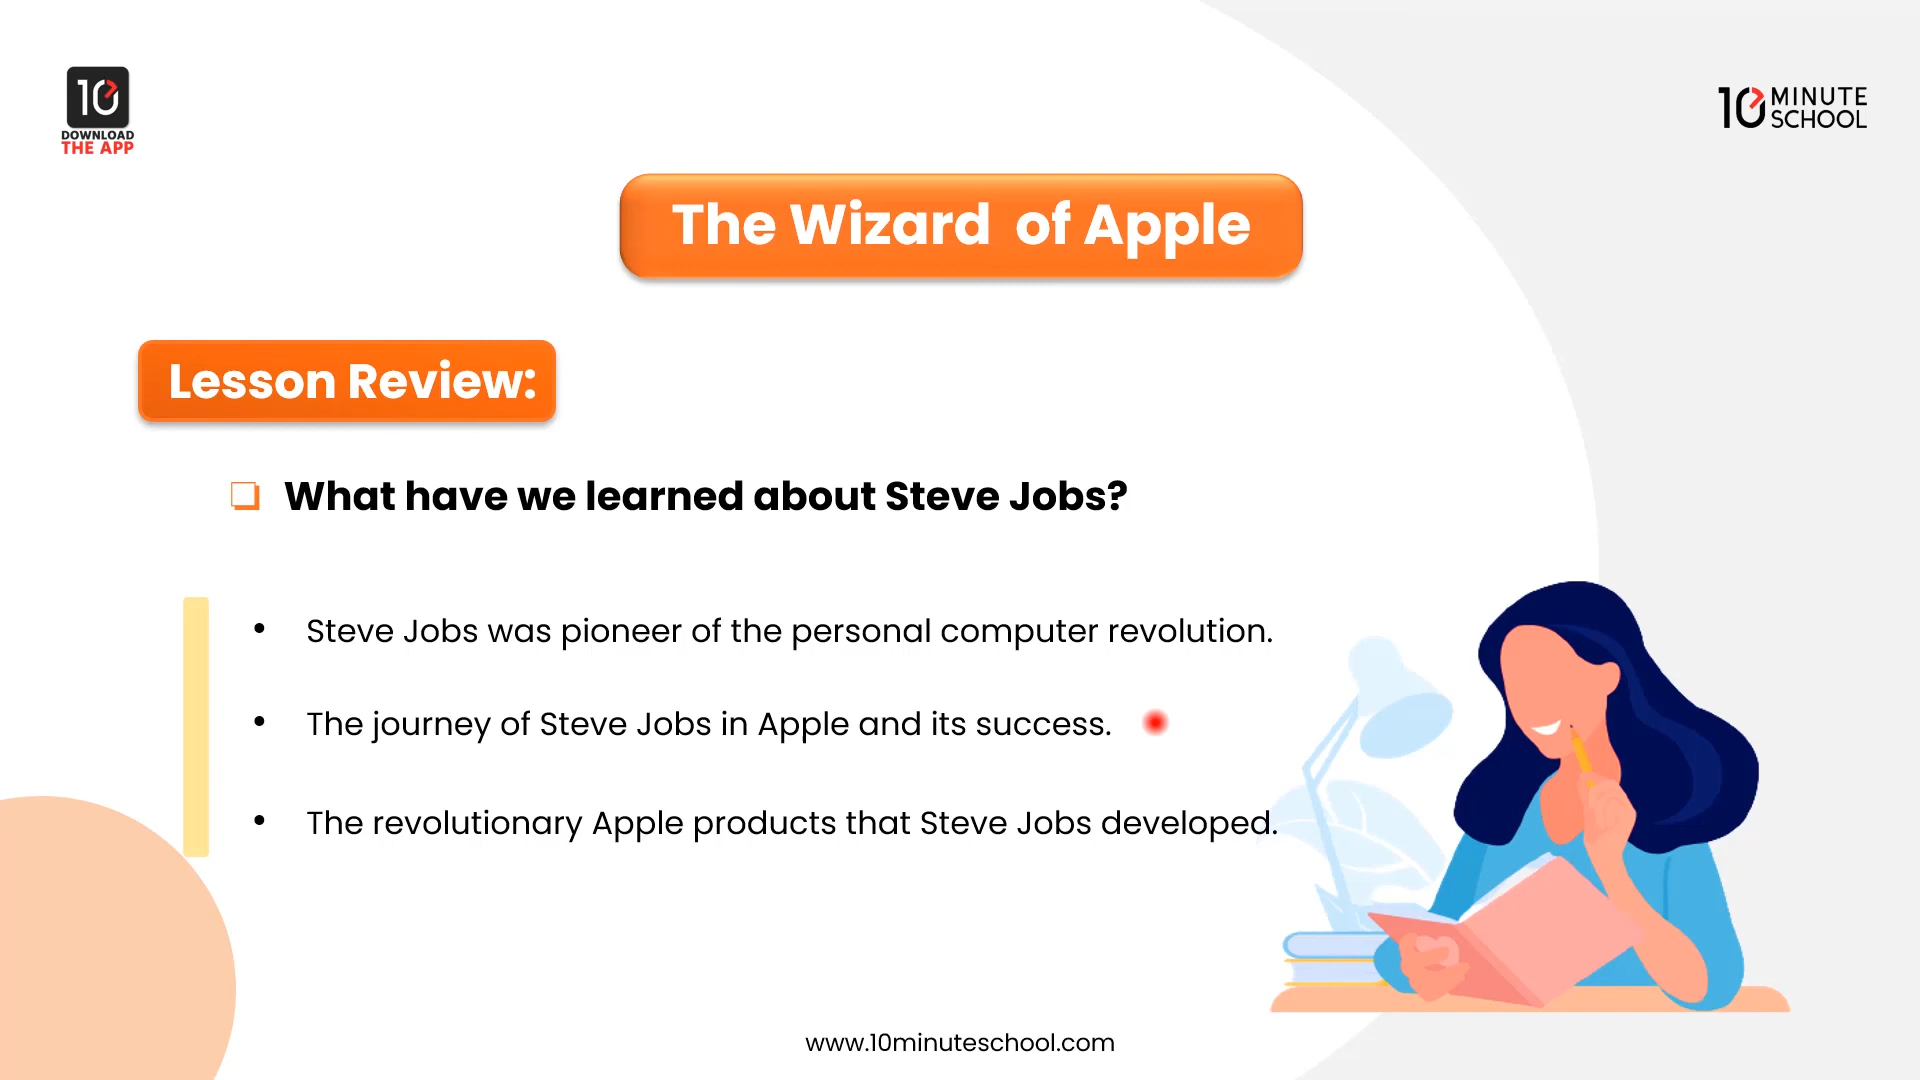 10
DOWNLOAD
THE APP
10 MINUTE
SCHOOL
The Wizard of Apple
Lesson Review:
What have we learned about Steve Jobs?
• Steve Jobs was pioneer of the personal computer revolution.
• The journey of Steve Jobs in Apple and its success.
• The revolutionary Apple products that Steve Jobs developed.
www.10minuteschool.com